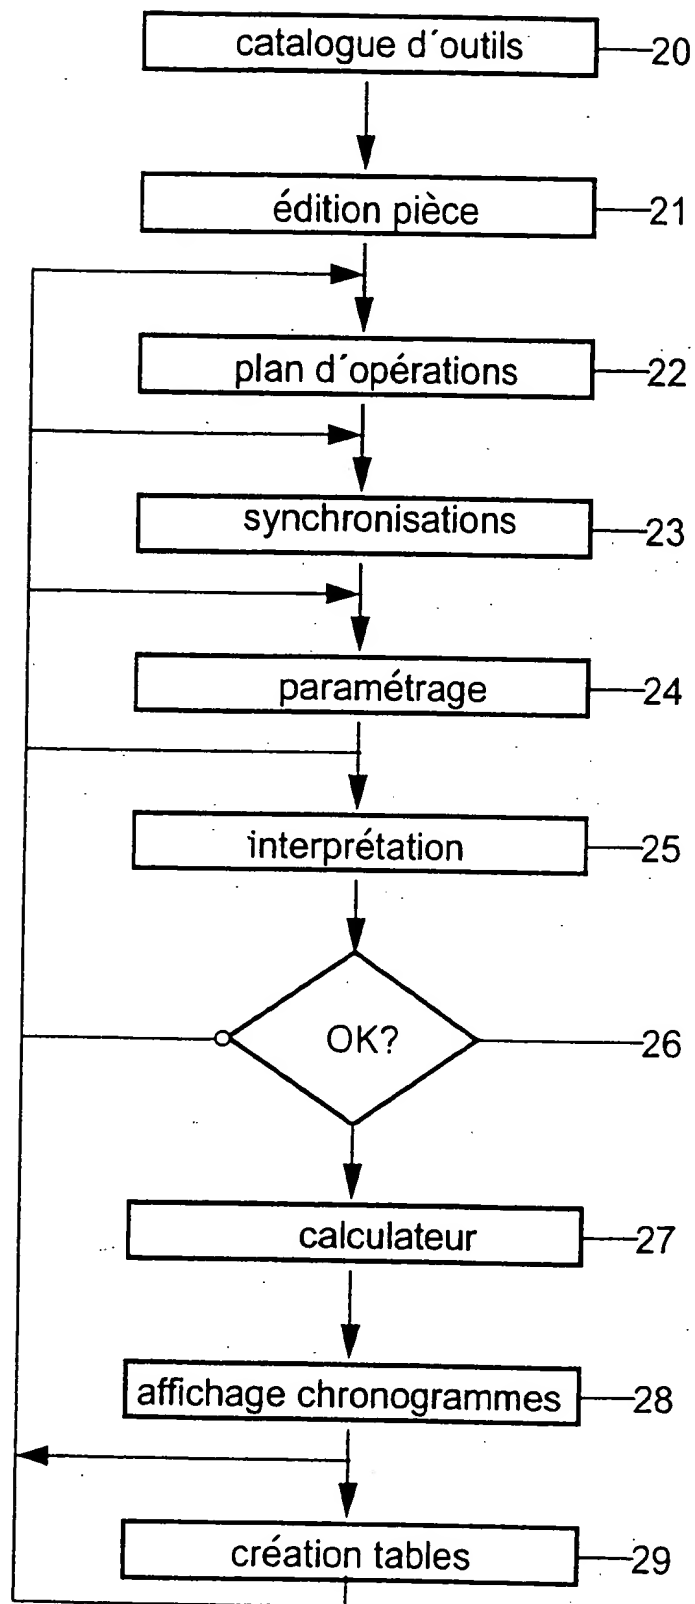 catalogue d´outils 20
édition pièce 21
plan d´opérations 22
synchronisations 23
paramétrage 24
interprétation 25
OK? 26
calculateur 27
affichage chronogrammes 28
création tables 29